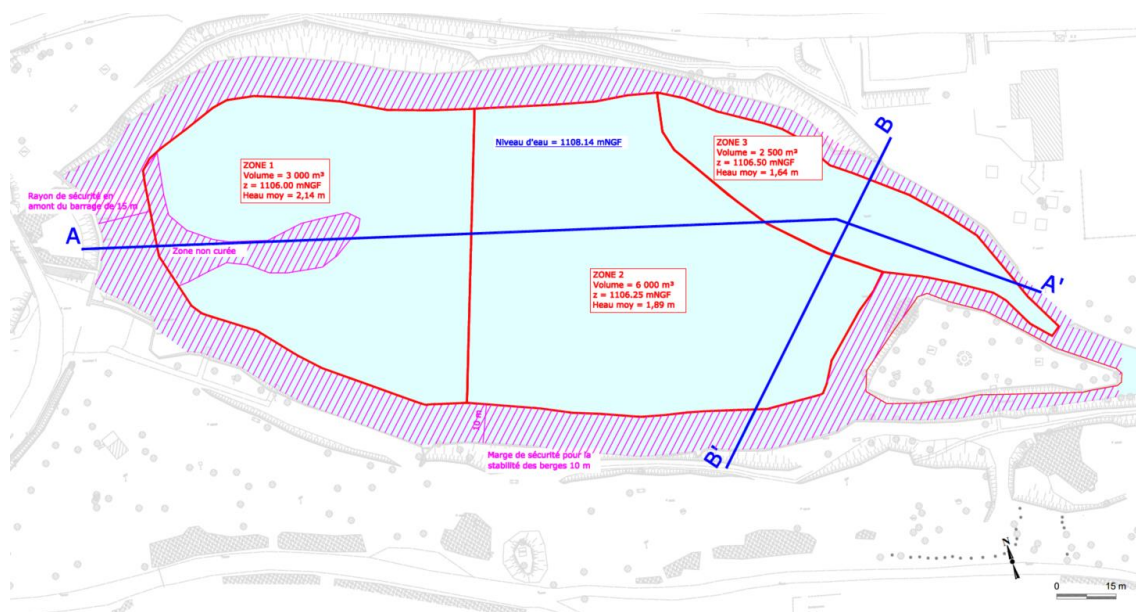 ZONE 1
Volume = 3 000 m³
z = 1106.00 mNGF
Heau moy = 2,14 m
Niveau d'eau = 1108.14 mNGF
ZONE 3
Volume = 2 500 m³
z = 1106.50 mNGF
Heau moy = 1,64 m
B
Rayon de sécurité en
amont du barrage de 15 m
A
Zone non curée
ZONE 2
Volume = 6 000 m³
z = 1106.25 mNGF
Heau moy = 1,89 m
A'
10 m
Marge de sécurité pour la
stabilité des berges 10 m
B'
N
0 15 m